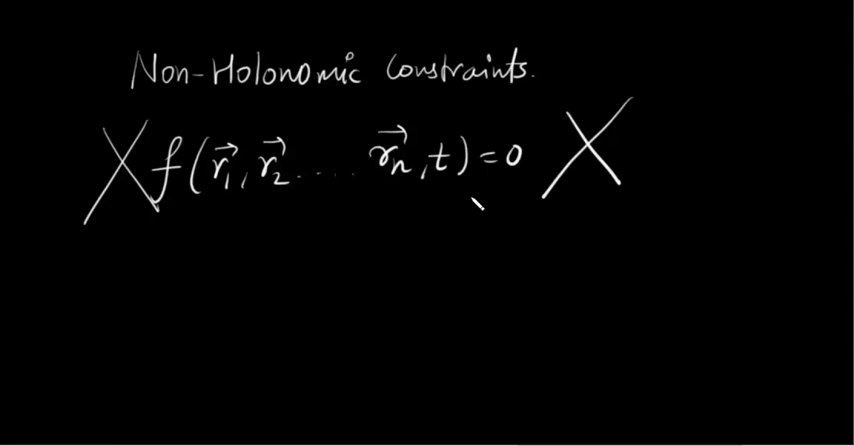 Non-Holonomic Constraints.
X f(r⃗₁, r⃗₂ ..... r⃗ₙ, t) = 0 X